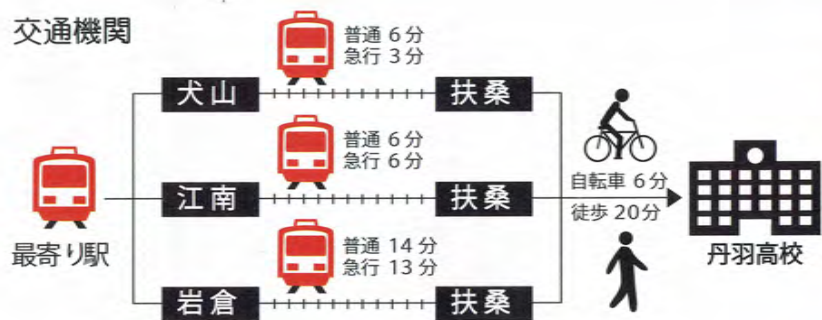 交通機関
普通 6分
急行 3分
犬山
扶桑
普通 6分
急行 6分
江南
扶桑
自転車 6分
徒歩 20分
最寄り駅
普通 14分
急行 13分
丹羽高校
岩倉
扶桑